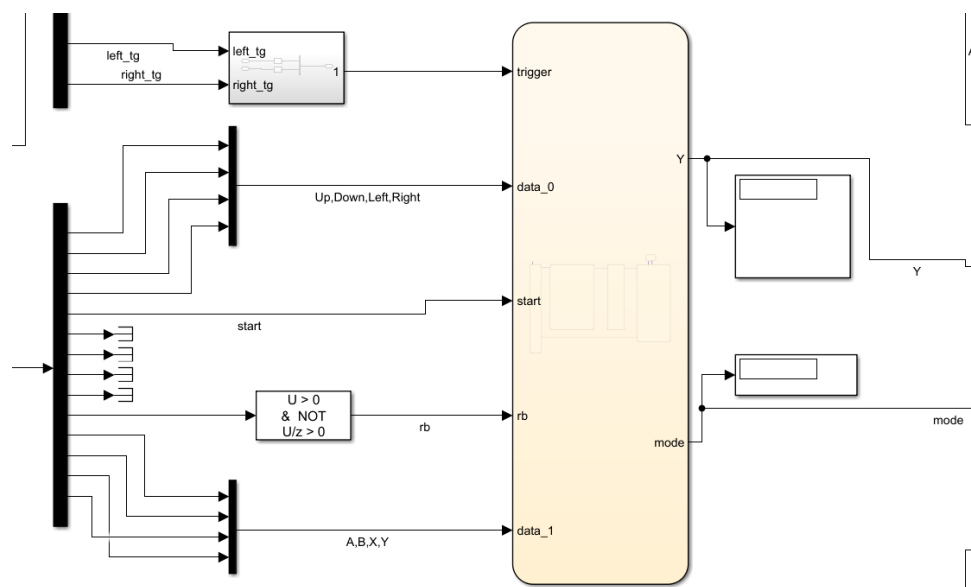 left_tg
right_tg
left_tg
right_tg
1
trigger
Y
data_0
Up,Down,Left,Right
Y
start
start
U > 0
& NOT
U/z > 0
rb
rb
mode
mode
data_1
A,B,X,Y